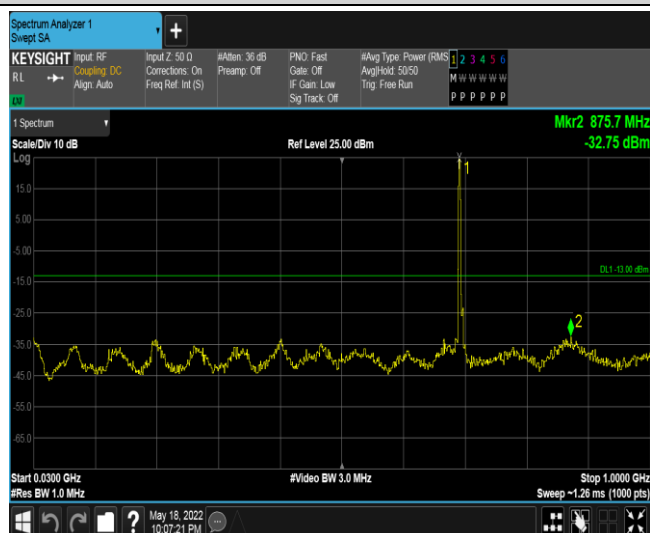 Spectrum Analyzer 1
Swept SA
+
KEYSIGHT
RL
LXI
Input: RF
Coupling: DC
Align: Auto
Input Z: 50 Ω
Corrections: On
Freq Ref: Int (S)
#Atten: 36 dB
Preamp: Off
PNO: Fast
Gate: Off
IF Gain: Low
Sig Track: Off
#Avg Type: Power (RMS
Avg|Hold: 50/50
Trig: Free Run
1 2 3 4 5 6
M W W W W W
P P P P P P
1 Spectrum
Mkr2 875.7 MHz
Scale/Div 10 dB
Ref Level 25.00 dBm
-32.75 dBm
Log
1
15.0
5.00
-5.00
DL1 -13.00 dBm
-15.0
-25.0
2
-35.0
-45.0
-55.0
-65.0
Start 0.0300 GHz
#Video BW 3.0 MHz
Stop 1.0000 GHz
#Res BW 1.0 MHz
Sweep ~1.26 ms (1000 pts)
?
May 18, 2022
10:07:21 PM